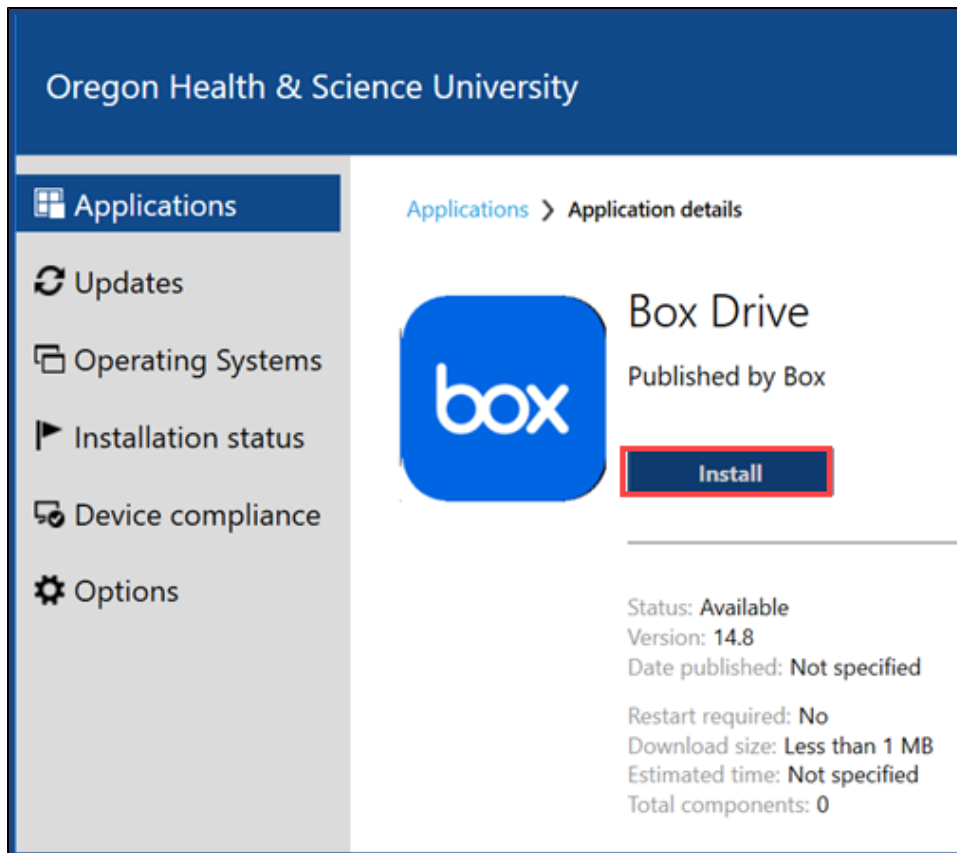 Oregon Health & Science University
Applications
Updates
Operating Systems
Installation status
Device compliance
Options
Applications ❯ Application details
box
Box Drive
Published by Box
Install
Status: Available
Version: 14.8
Date published: Not specified
Restart required: No
Download size: Less than 1 MB
Estimated time: Not specified
Total components: 0